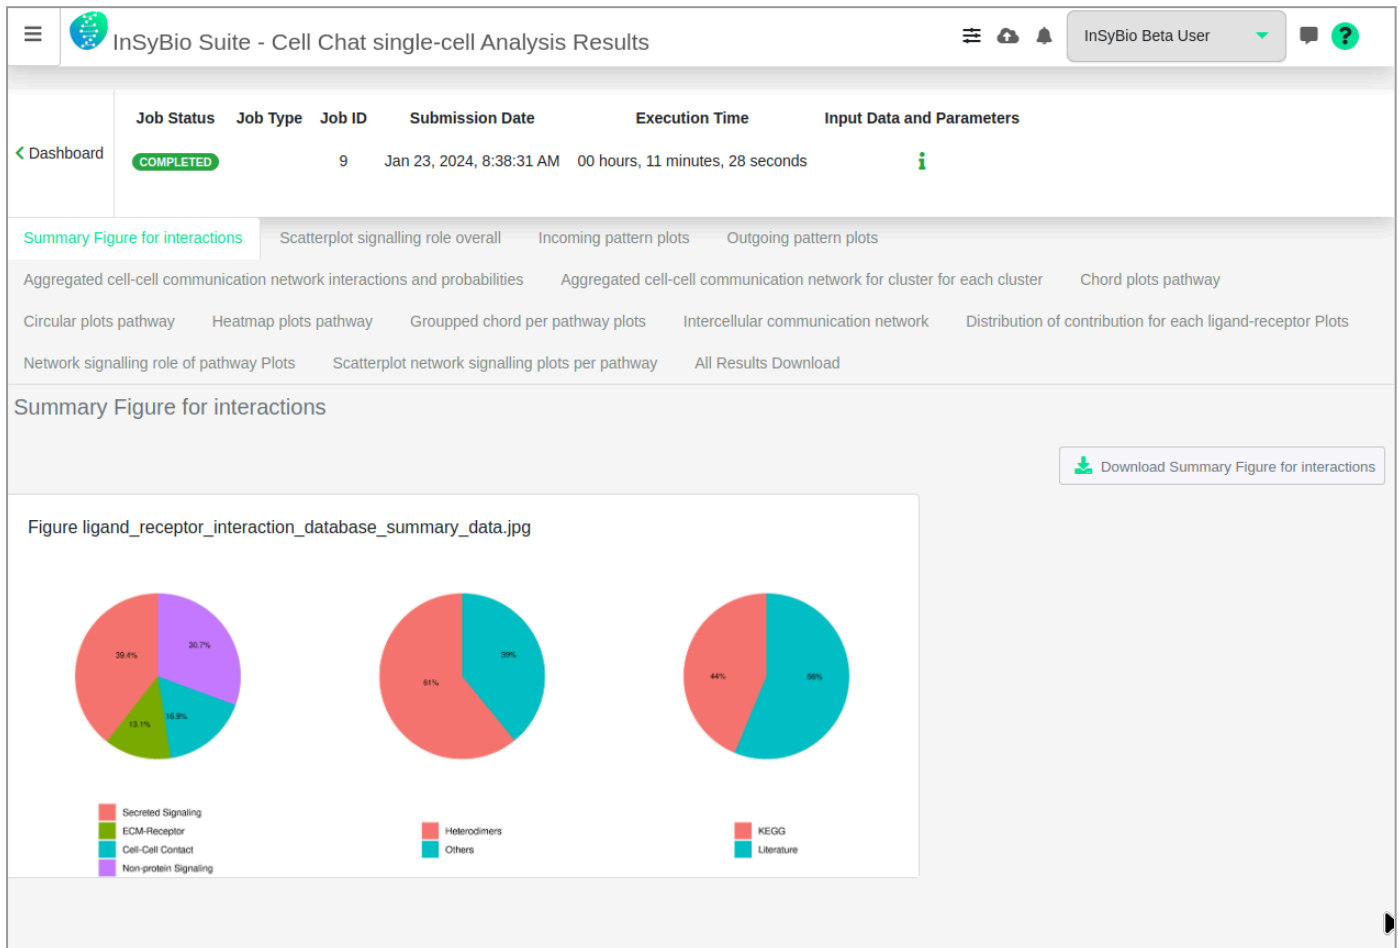 InSyBio Suite - Cell Chat single-cell Analysis Results
InSyBio Beta User
?
Job Status Job Type Job ID Submission Date Execution Time Input Data and Parameters
Dashboard
COMPLETED 9 Jan 23, 2024, 8:38:31 AM 00 hours, 11 minutes, 28 seconds
Summary Figure for interactions Scatterplot signalling role overall Incoming pattern plots Outgoing pattern plots
Aggregated cell-cell communication network interactions and probabilities Aggregated cell-cell communication network for cluster for each cluster Chord plots pathway
Circular plots pathway Heatmap plots pathway Groupped chord per pathway plots Intercellular communication network Distribution of contribution for each ligand-receptor Plots
Network signalling role of pathway Plots Scatterplot network signalling plots per pathway All Results Download
Summary Figure for interactions
Download Summary Figure for interactions
Figure ligand_receptor_interaction_database_summary_data.jpg
39.4% 30.7% 13.1% 16.9%
61% 39%
44% 56%
Secreted Signaling
ECM-Receptor
Cell-Cell Contact
Non-protein Signaling
Heterodimers
Others
KEGG
Literature